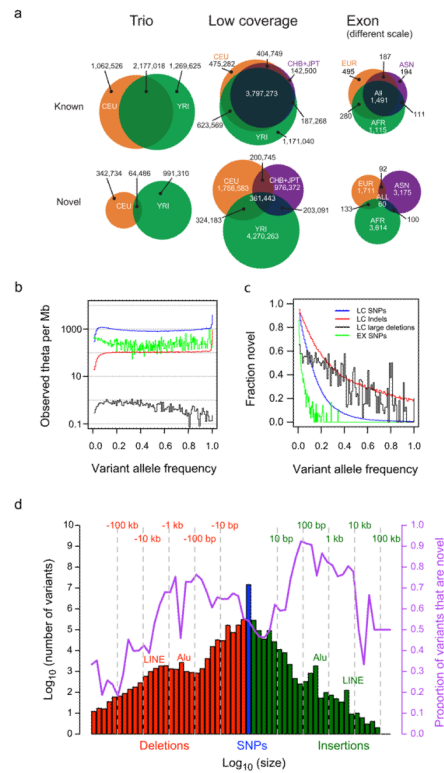 a
Trio
Low coverage
Exon
(different scale)
1,062,526
2,177,018
1,269,625
CEU
YRI
Known
CEU
475,282
404,749
CHB+JPT
142,500
3,797,273
623,569
YRI
187,268
1,171,040
EUR
495
187
ASN
194
All
1,491
280
AFR
1,115
111
342,734
64,486
991,310
CEU
YRI
Novel
200,745
CEU
CHB+JPT
976,372
361,443
324,183
203,091
YRI
4,270,263
92
EUR
1,711
ASN
3,175
ALL
60
133
AFR
3,614
100
b
Observed theta per Mb
1000
10
0.1
0.0 0.2 0.4 0.6 0.8 1.0
Variant allele frequency
c
Fraction novel
1.0
0.8
0.6
0.4
0.2
0.0
LC SNPs
LC Indels
LC large deletions
EX SNPs
0.0 0.2 0.4 0.6 0.8 1.0
Variant allele frequency
d
-100 kb -1 kb -10 bp 100 bp 10 kb
-10 kb -100 bp 10 bp 1 kb 100 kb
Log10 (number of variants)
10
9
8
7
6
5
4
3
2
1
0
LINE Alu
Alu
LINE
1.0
0.9
0.8
0.7
0.6
0.5
0.4
0.3
0.2
0.1
0.0
Proportion of variants that are novel
Deletions SNPs Insertions
Log10 (size)